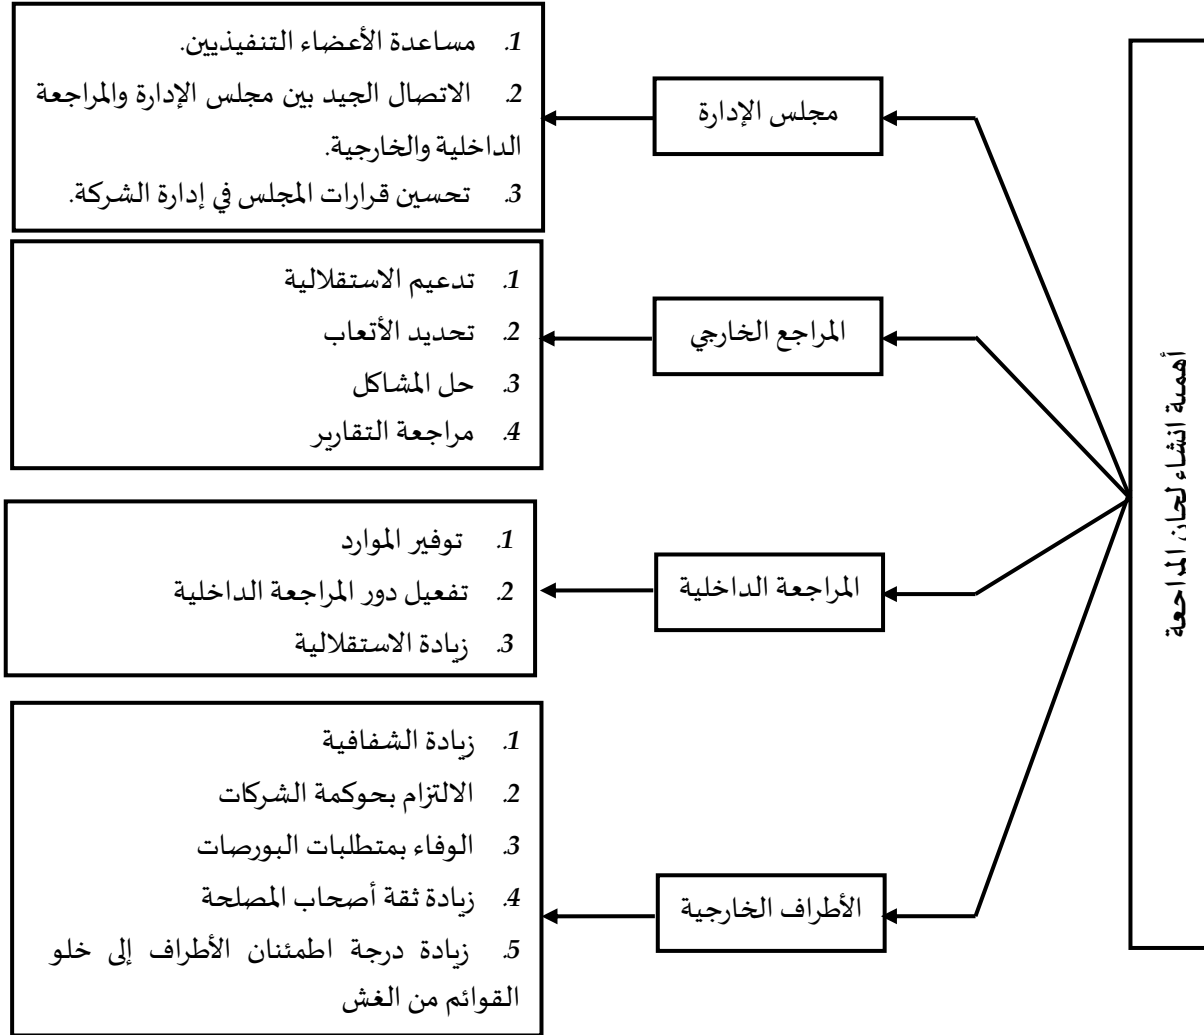 أهمية انشاء لجان المراجعة
مجلس الإدارة
1. مساعدة الأعضاء التنفيذيين.
2. الاتصال الجيد بين مجلس الإدارة والمراجعة
الداخلية والخارجية.
3. تحسين قرارات المجلس في إدارة الشركة.
المراجع الخارجي
1. تدعيم الاستقلالية
2. تحديد الأتعاب
3. حل المشاكل
4. مراجعة التقارير
المراجعة الداخلية
1. توفير الموارد
2. تفعيل دور المراجعة الداخلية
3. زيادة الاستقلالية
الأطراف الخارجية
1. زيادة الشفافية
2. الالتزام بحوكمة الشركات
3. الوفاء بمتطلبات البورصات
4. زيادة ثقة أصحاب المصلحة
5. زيادة درجة اطمئنان الأطراف إلى خلو
القوائم من الغش